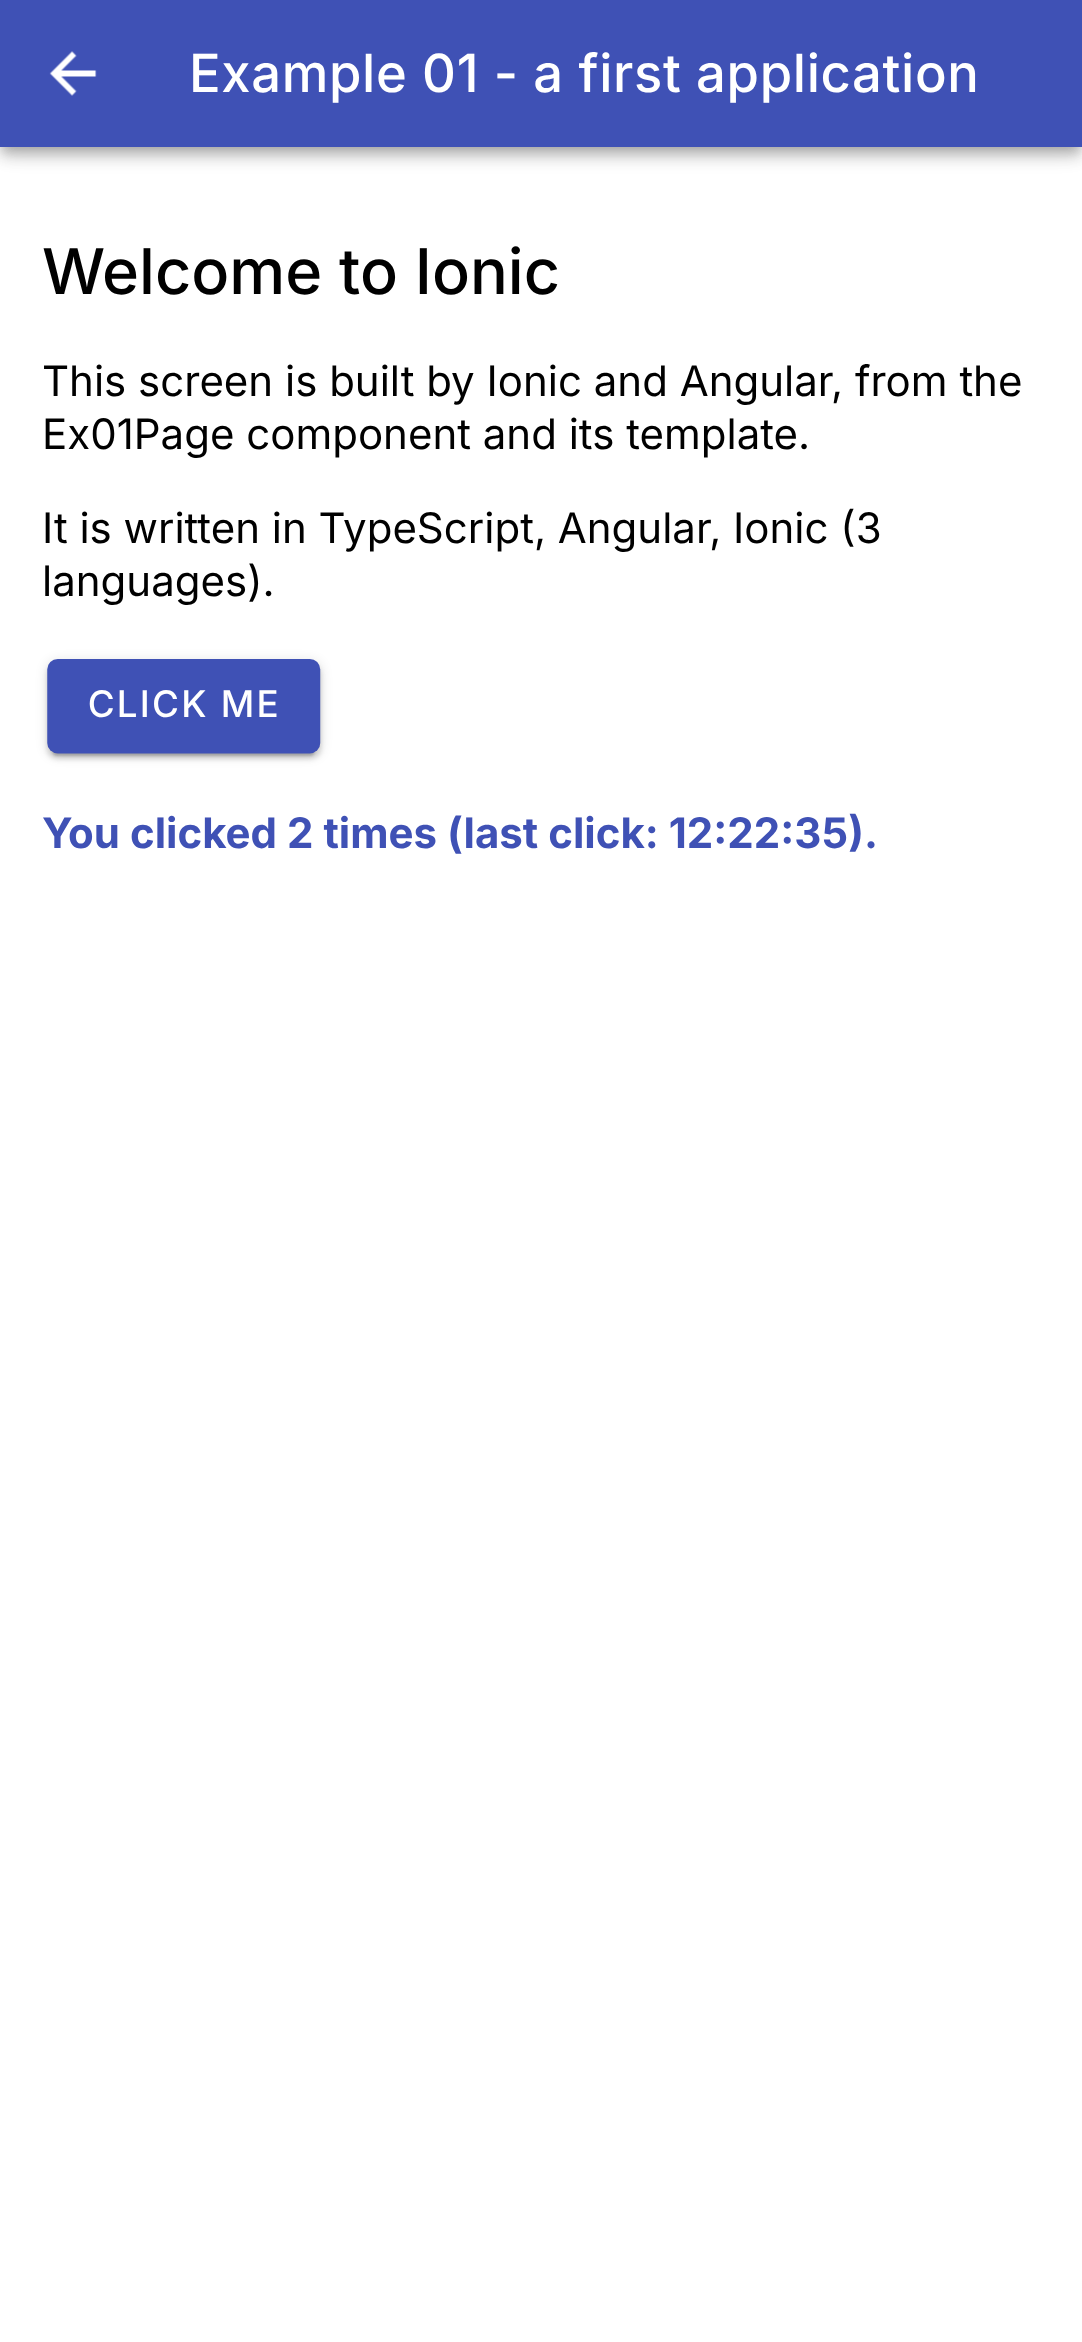 Example 01 - a first application
Welcome to Ionic
This screen is built by Ionic and Angular, from the
Ex01Page component and its template.
It is written in TypeScript, Angular, Ionic (3
languages).
CLICK ME
You clicked 2 times (last click: 12:22:35).